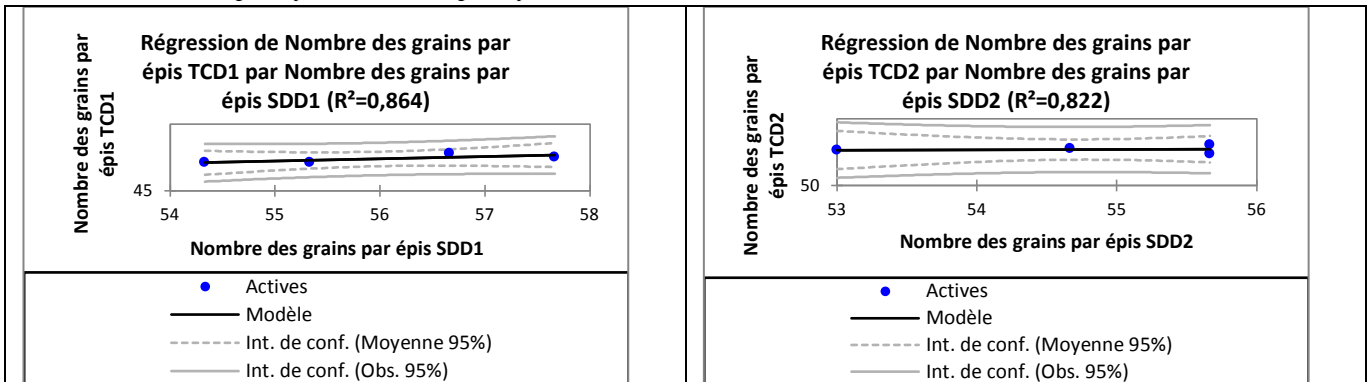 Régression de Nombre des grains par
épis TCD1 par Nombre des grains par
épis SDD1 (R²=0,864)
Nombre des grains par
épis TCD1
45
54 55 56 57 58
Nombre des grains par épis SDD1
Actives
Modèle
Int. de conf. (Moyenne 95%)
Int. de conf. (Obs. 95%)
Régression de Nombre des grains par
épis TCD2 par Nombre des grains par
épis SDD2 (R²=0,822)
Nombre des grains par
épis TCD2
50
53 54 55 56
Nombre des grains par épis SDD2
Actives
Modèle
Int. de conf. (Moyenne 95%)
Int. de conf. (Obs. 95%)